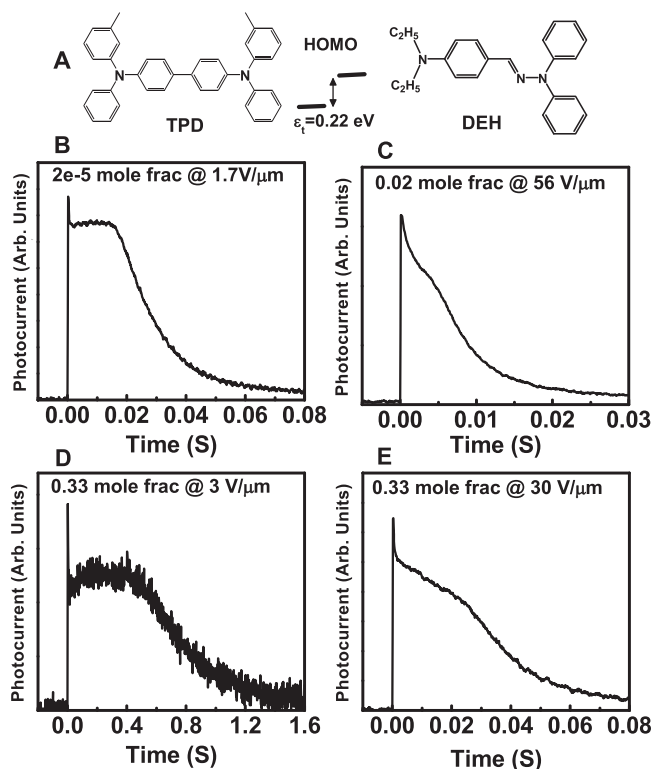 A
HOMO
N
N
TPD
εt=0.22 eV
C2H5
N
C2H5
N
N
DEH
B
2e-5 mole frac @ 1.7V/μm
Photocurrent (Arb. Units)
0.00 0.02 0.04 0.06 0.08
Time (S)
C
0.02 mole frac @ 56 V/μm
Photocurrent (Arb. Units)
0.00 0.01 0.02 0.03
Time (S)
D
0.33 mole frac @ 3 V/μm
Photocurrent (Arb. Units)
0.0 0.4 0.8 1.2 1.6
Time (S)
E
0.33 mole frac @ 30 V/μm
Photocurrent (Arb. Units)
0.00 0.02 0.04 0.06 0.08
Time (S)